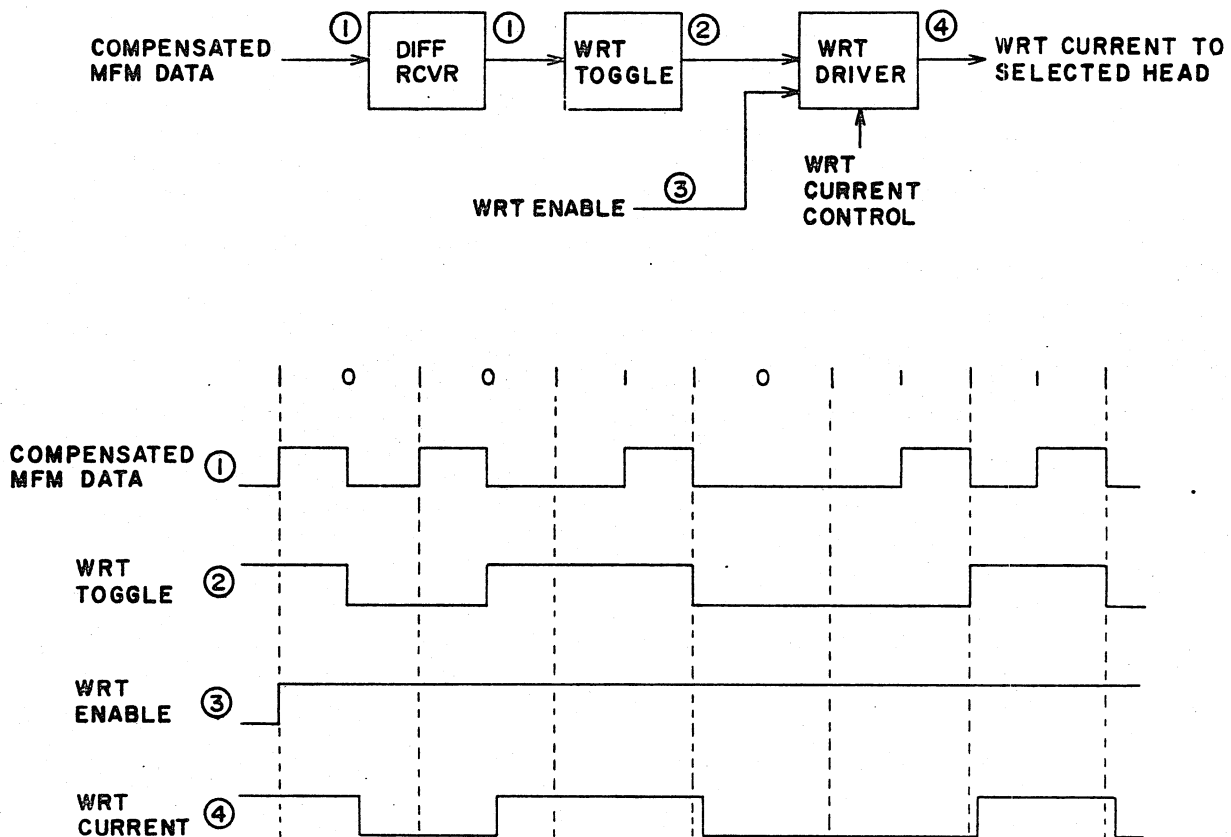 COMPENSATED
MFM DATA
①
DIFF
RCVR
①
WRT
TOGGLE
②
WRT
DRIVER
④
WRT CURRENT TO
SELECTED HEAD
WRT ENABLE
③
WRT
CURRENT
CONTROL
0 0 1 0 1 1
COMPENSATED
MFM DATA
①
WRT
TOGGLE
②
WRT
ENABLE
③
WRT
CURRENT
④